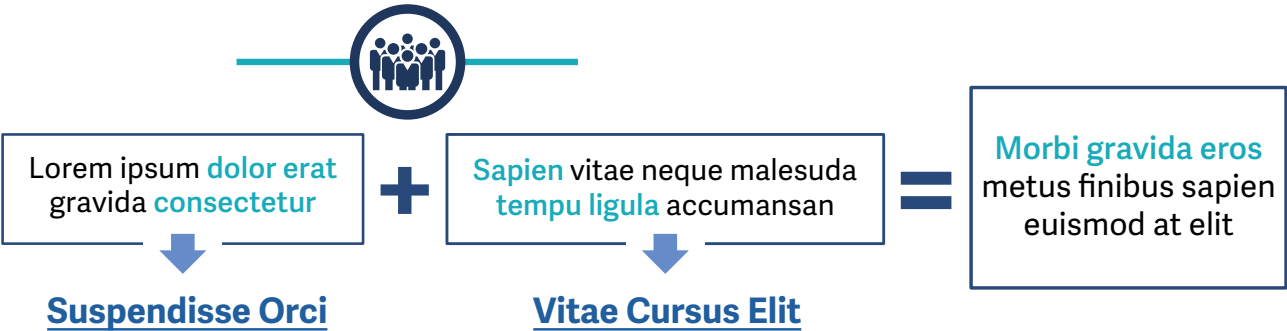 Lorem ipsum dolor erat
gravida consectetur
+
Sapien vitae neque malesuda
tempu ligula accumansan
=
Morbi gravida eros
metus finibus sapien
euismod at elit
Suspendisse Orci
Vitae Cursus Elit